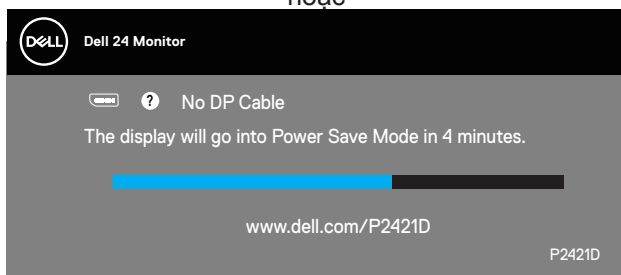 hoặc
DELL
Dell 24 Monitor
? No DP Cable
The display will go into Power Save Mode in 4 minutes.
www.dell.com/P2421D
P2421D